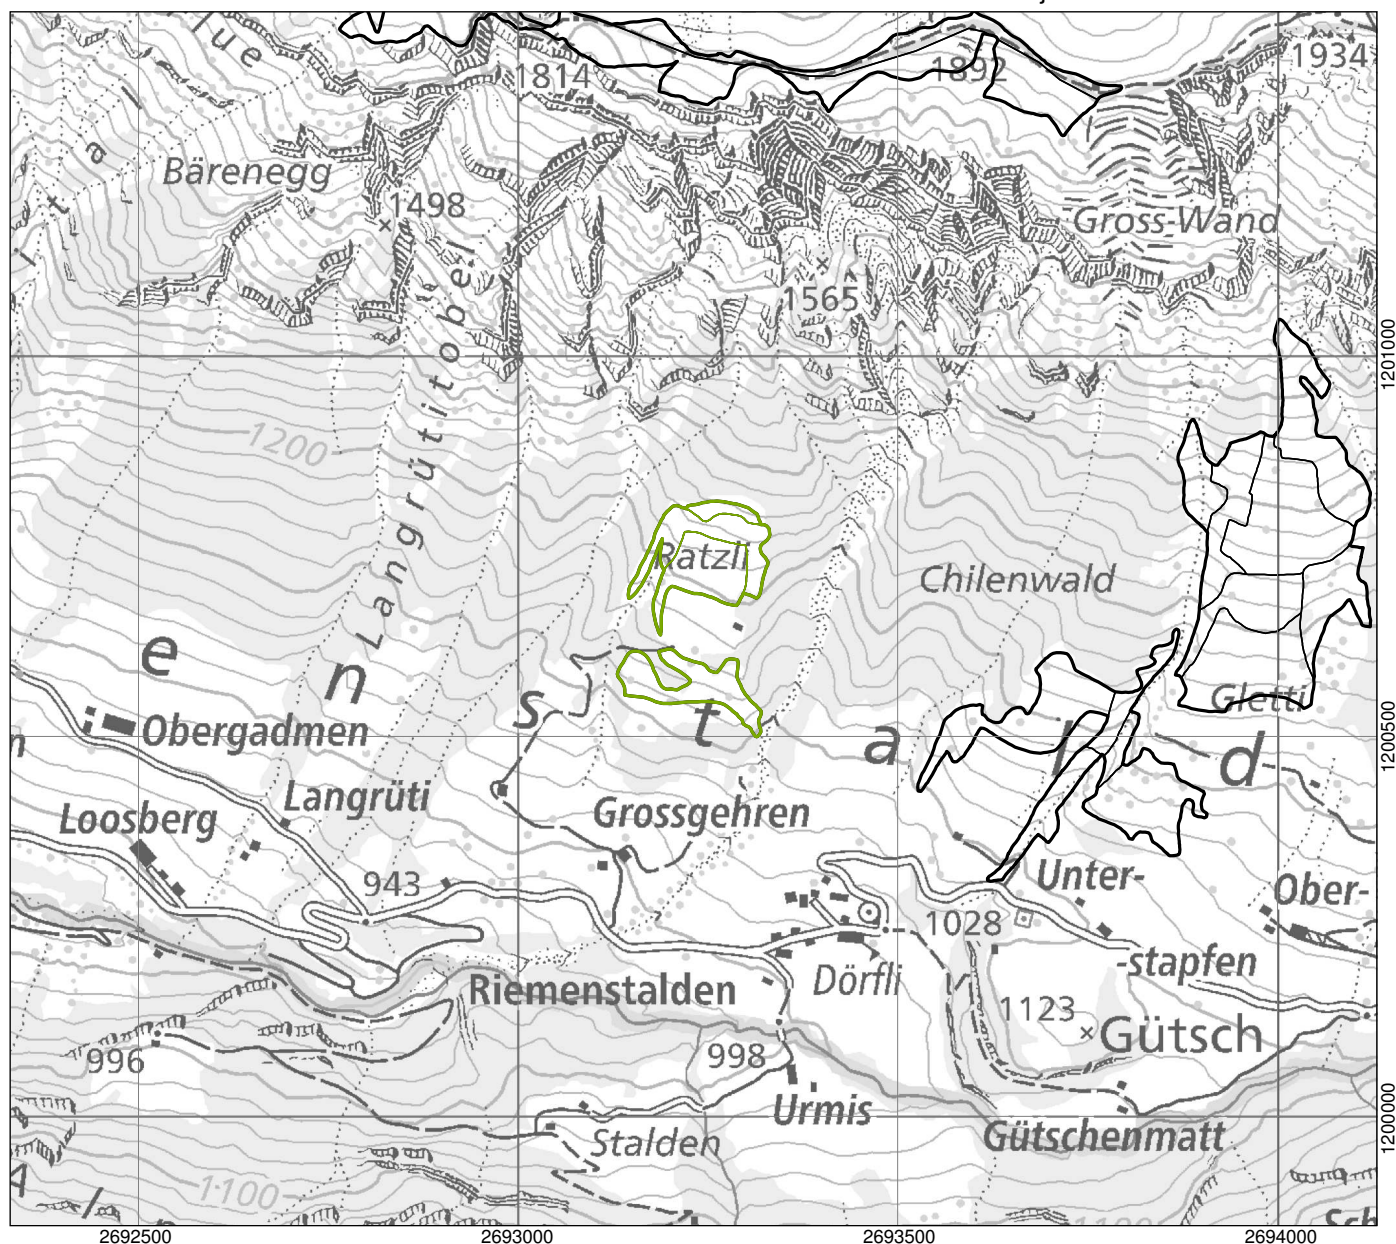 lue
1814
1892
1934
Bärenegg
1498
Gross-Wand
1565
1201000
1200
Langrütitobel
Ratzli
Chilenwald
e n s t a l d
Gletti
1200500
Obergadmen
n
Langrüti
Loosberg
Grossgehren
943
Unter-
Ober-
1028
-stapfen
Dörfli
Riemenstalden
1123
Gütsch
998
996
Urmis
1200000
Gütschenmatt
Stalden
1100
2692500
2693000
2693500
2694000